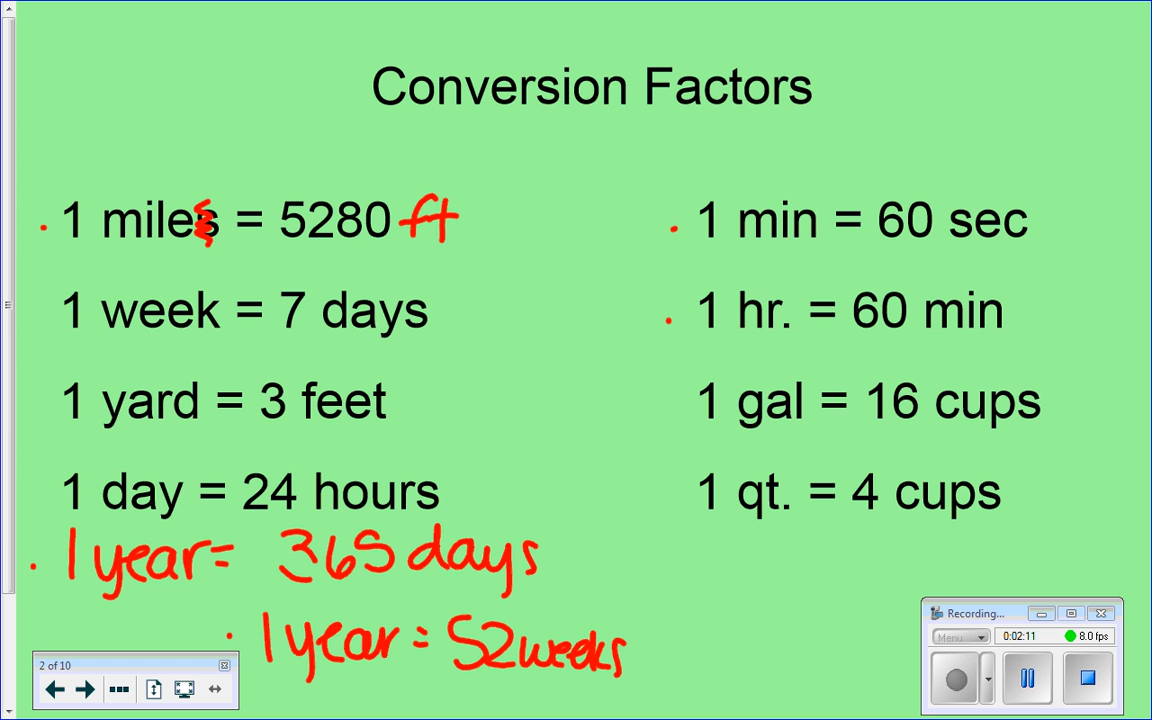 Conversion Factors
1 miles = 5280 ft
1 week = 7 days
1 yard = 3 feet
1 day = 24 hours
1 year = 365 days
1 year = 52 weeks
1 min = 60 sec
1 hr. = 60 min
1 gal = 16 cups
1 qt. = 4 cups
2 of 10
Recording...
Menu
0:02:11
8.0 fps